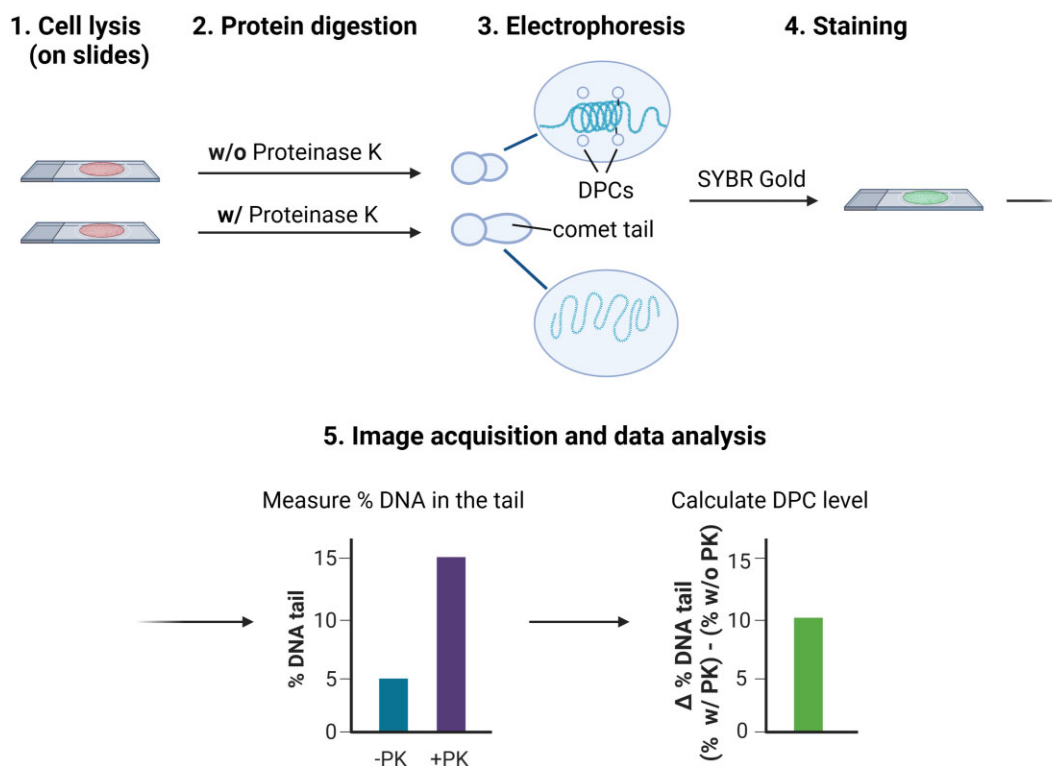 1. Cell lysis
(on slides)
2. Protein digestion
3. Electrophoresis
4. Staining
w/o Proteinase K
w/ Proteinase K
DPCs
comet tail
SYBR Gold
5. Image acquisition and data analysis
Measure % DNA in the tail
% DNA tail
15
10
5
0
-PK
+PK
Calculate DPC level
Δ % DNA tail
(% w/ PK) - (% w/o PK)
15
10
5
0